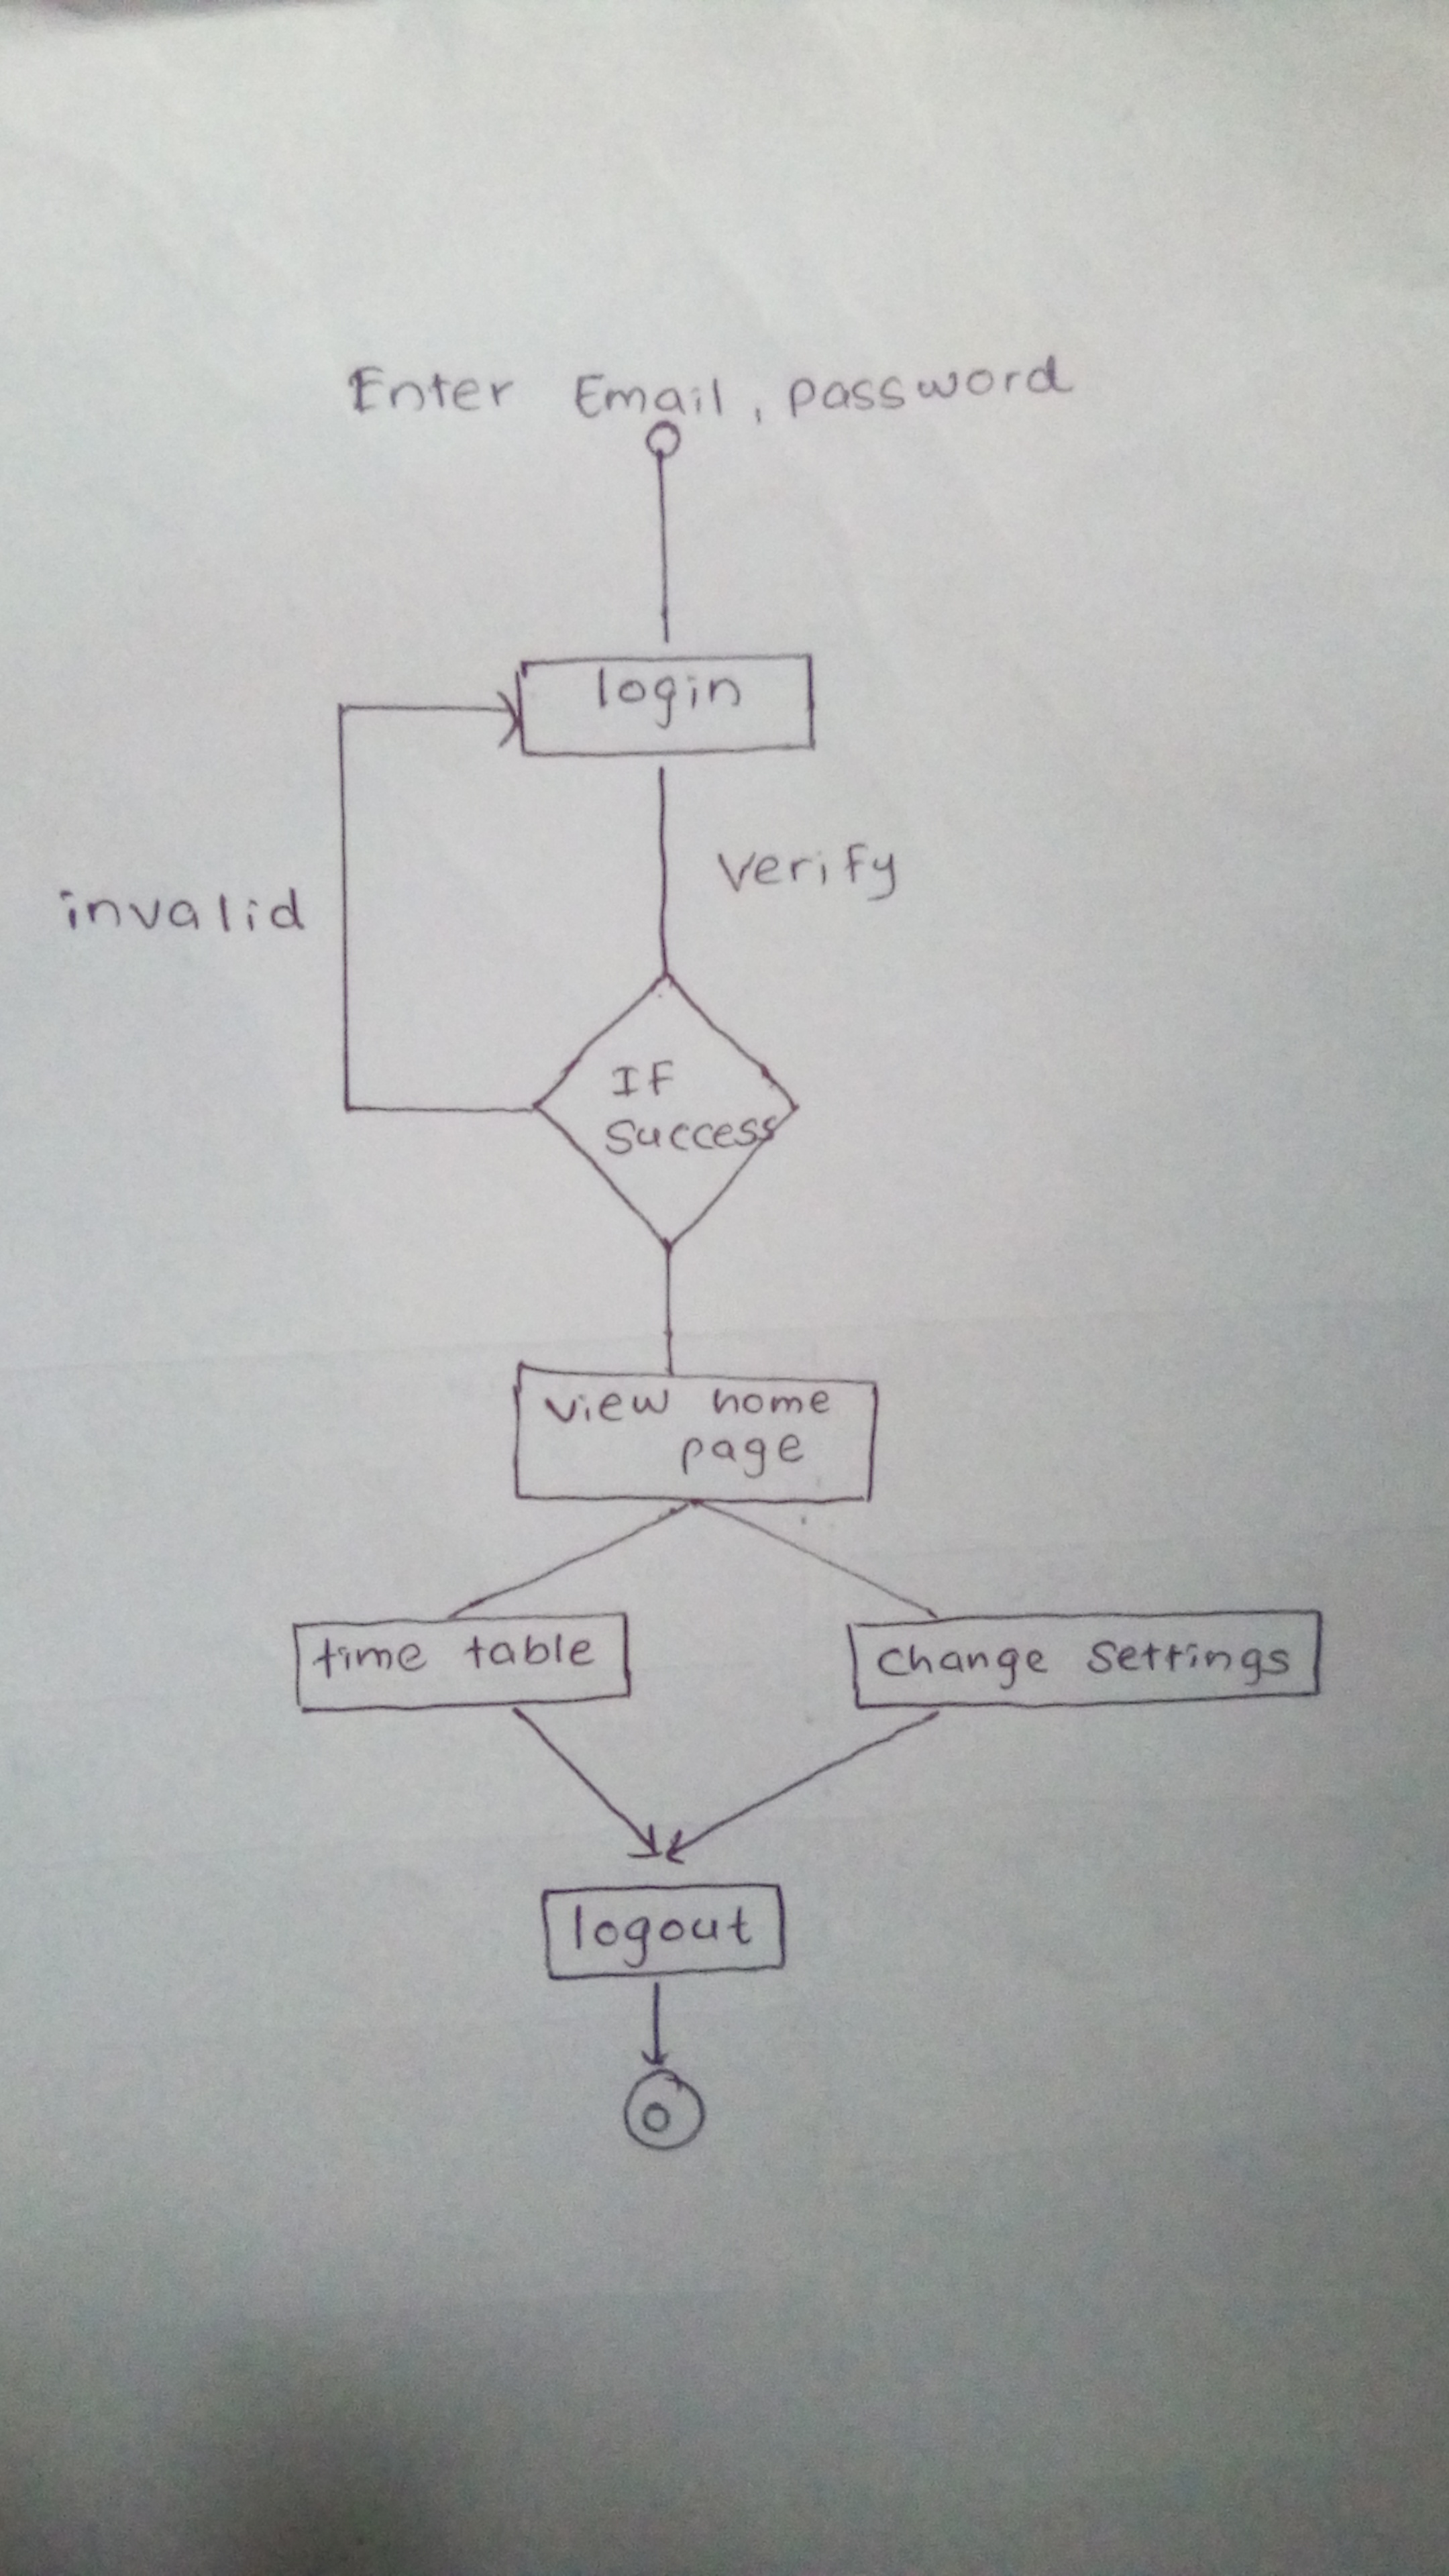 Enter Email, password
login
Verify
invalid
IF
Success
view home
page
time table
change settings
logout